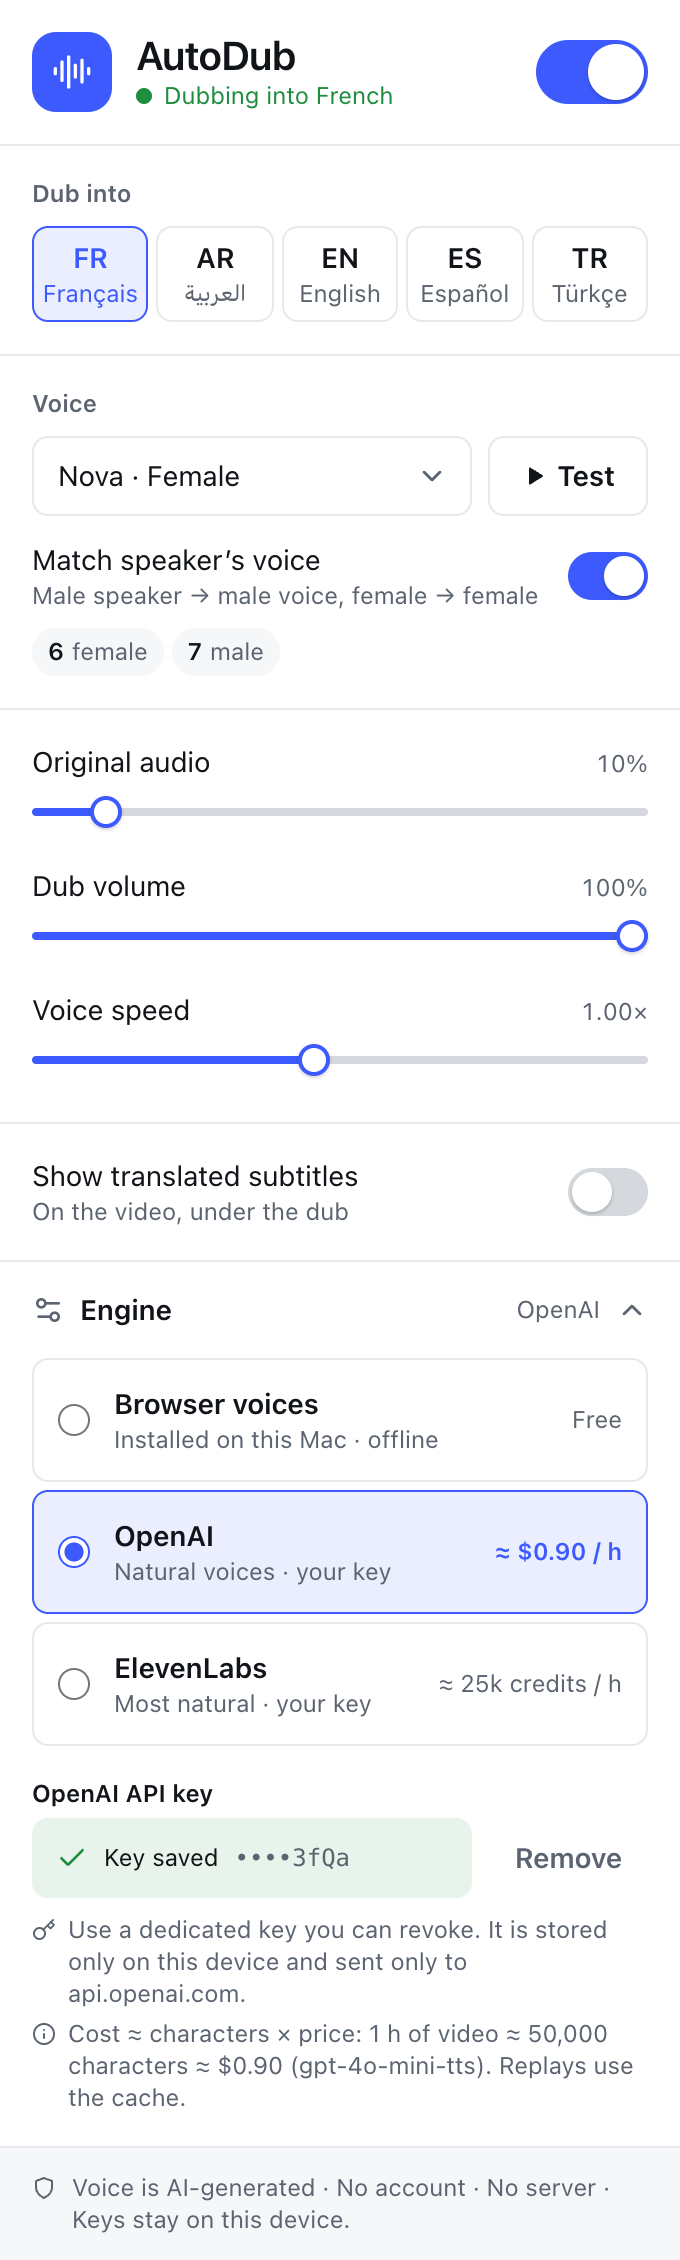 AutoDub
Dubbing into French
Dub into
FR
Français
AR
العربية
EN
English
ES
Español
TR
Türkçe
Voice
Nova · Female
Test
Match speaker’s voice
Male speaker → male voice, female → female
6 female
7 male
Original audio
10%
Dub volume
100%
Voice speed
1.00×
Show translated subtitles
On the video, under the dub
Engine
OpenAI
Browser voices
Installed on this Mac · offline
Free
OpenAI
Natural voices · your key
≈ $0.90 / h
ElevenLabs
Most natural · your key
≈ 25k credits / h
OpenAI API key
Key saved ••••3fQa
Remove
Use a dedicated key you can revoke. It is stored
only on this device and sent only to
api.openai.com.
Cost ≈ characters × price: 1 h of video ≈ 50,000
characters ≈ $0.90 (gpt-4o-mini-tts). Replays use
the cache.
Voice is AI-generated · No account · No server ·
Keys stay on this device.